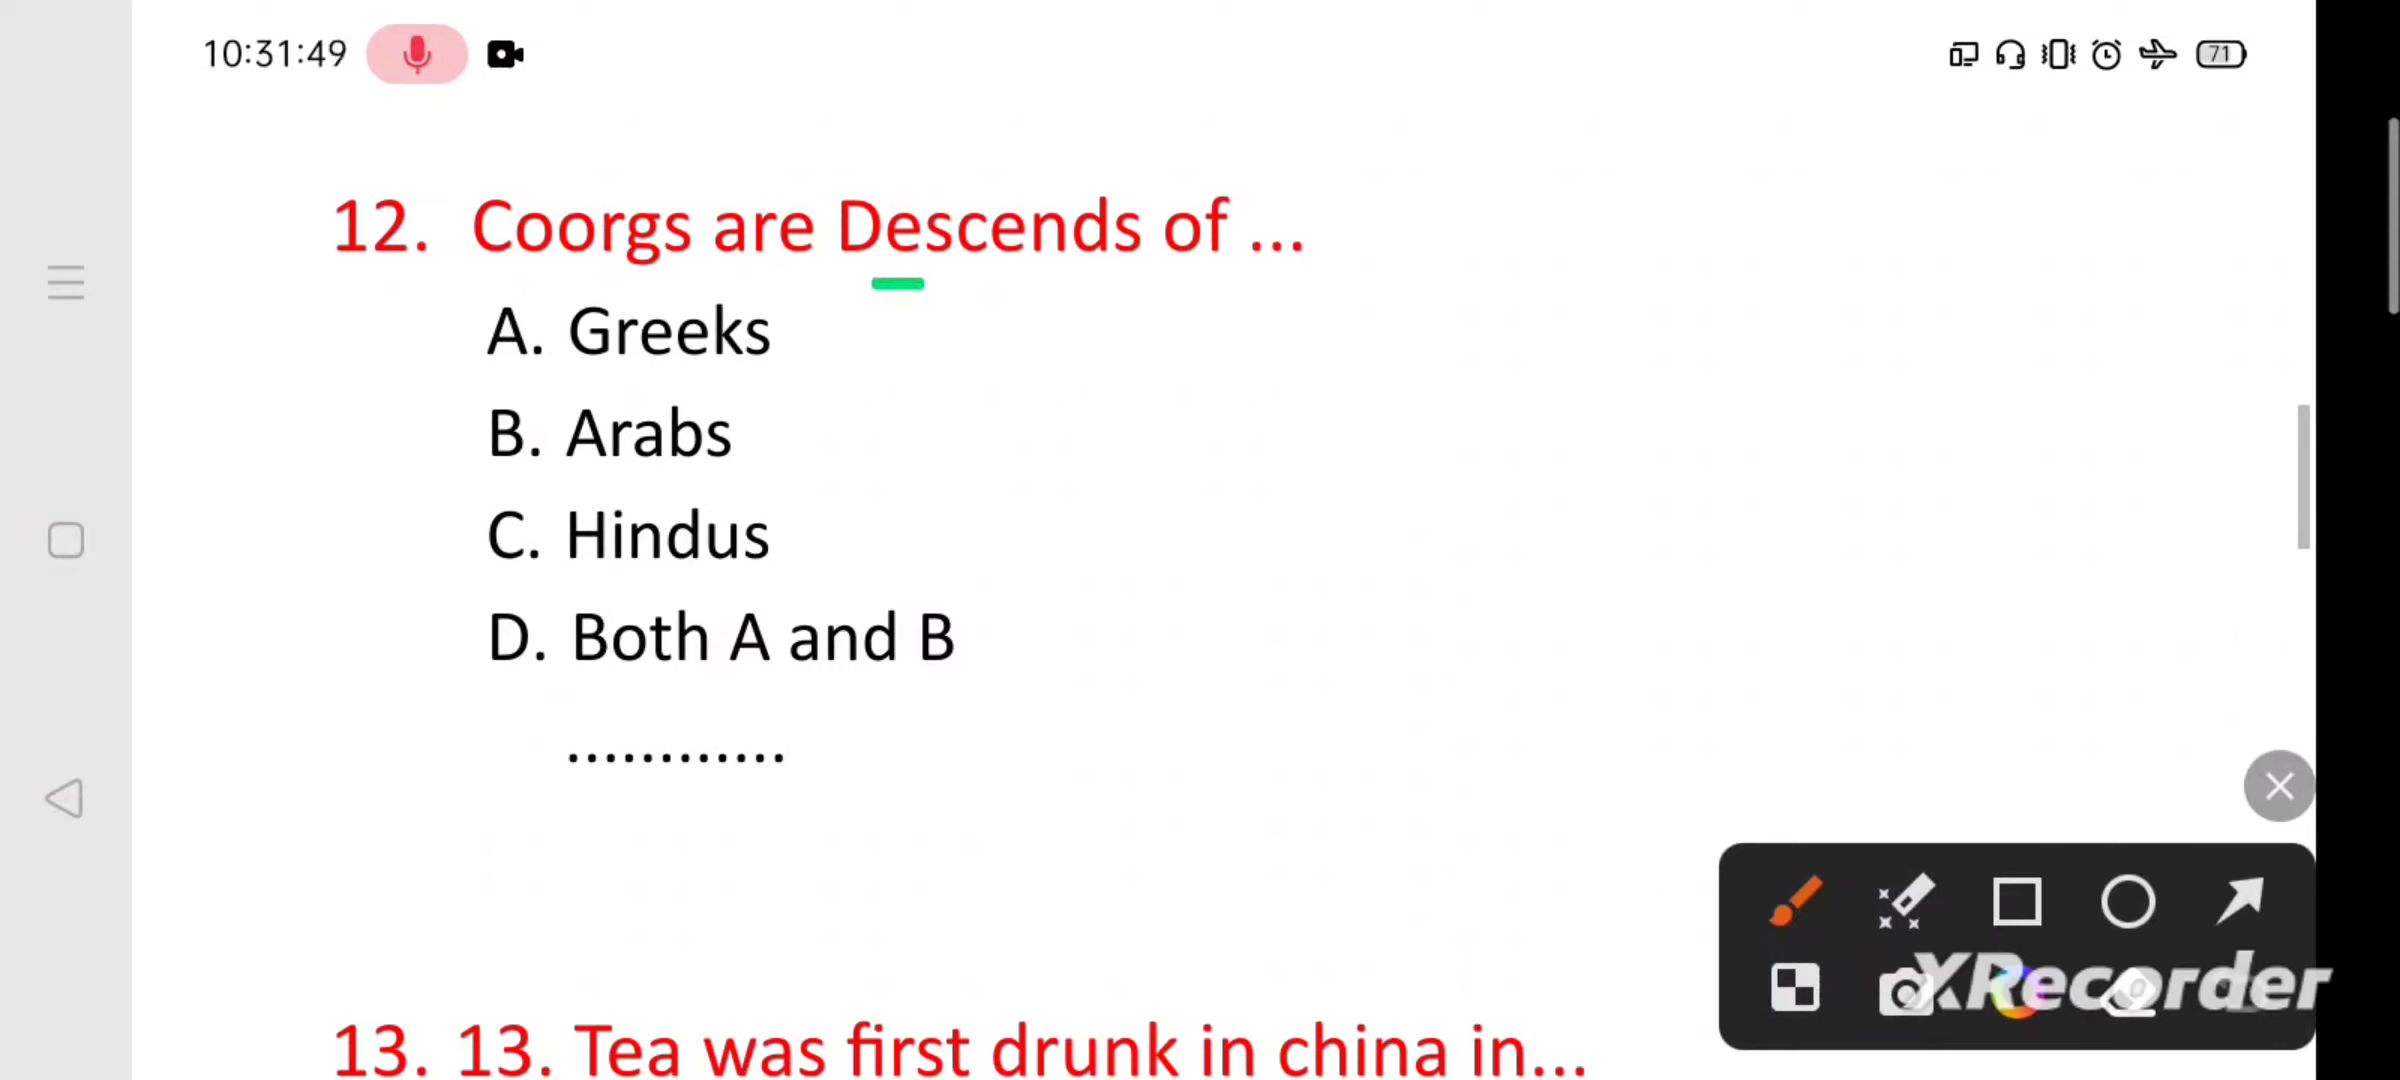 10:31:49
71
12. Coorgs are Descends of ...
A. Greeks
B. Arabs
C. Hindus
D. Both A and B
............
XRecorder
13. 13. Tea was first drunk in china in...